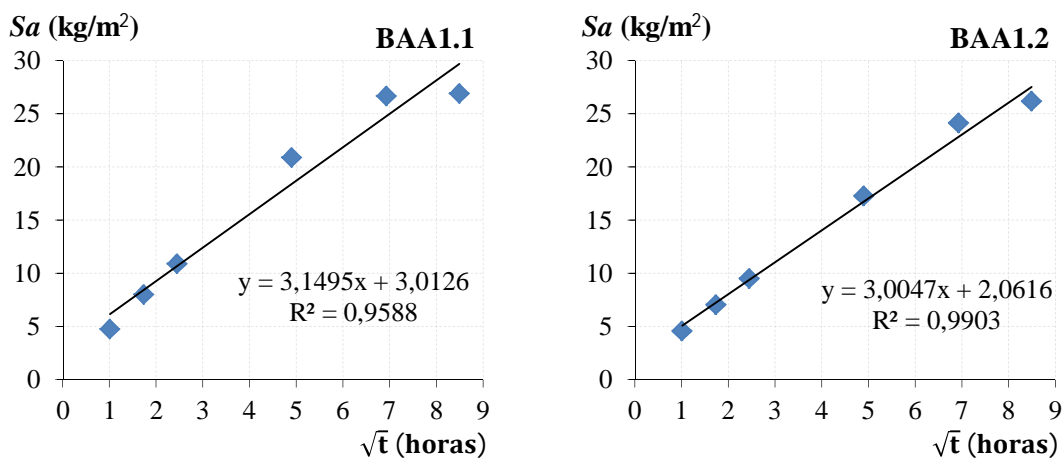 Sa (kg/m²)
BAA1.1
30
25
20
15
10
5
0
y = 3,1495x + 3,0126
R² = 0,9588
0 1 2 3 4 5 6 7 8 9
√t (horas)
Sa (kg/m²)
BAA1.2
30
25
20
15
10
5
0
y = 3,0047x + 2,0616
R² = 0,9903
0 1 2 3 4 5 6 7 8 9
√t (horas)